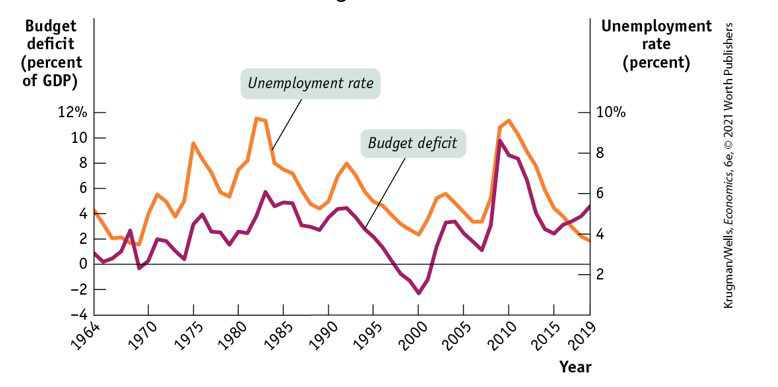 Budget
deficit
(percent
of GDP)
Unemployment
rate
(percent)
Unemployment rate
Budget deficit
12%
10
8
6
4
2
0
−2
−4
10%
8
6
4
2
1964
1970
1975
1980
1985
1990
1995
2000
2005
2010
2015
2019
Year
Krugman/Wells, Economics, 6e, © 2021 Worth Publishers